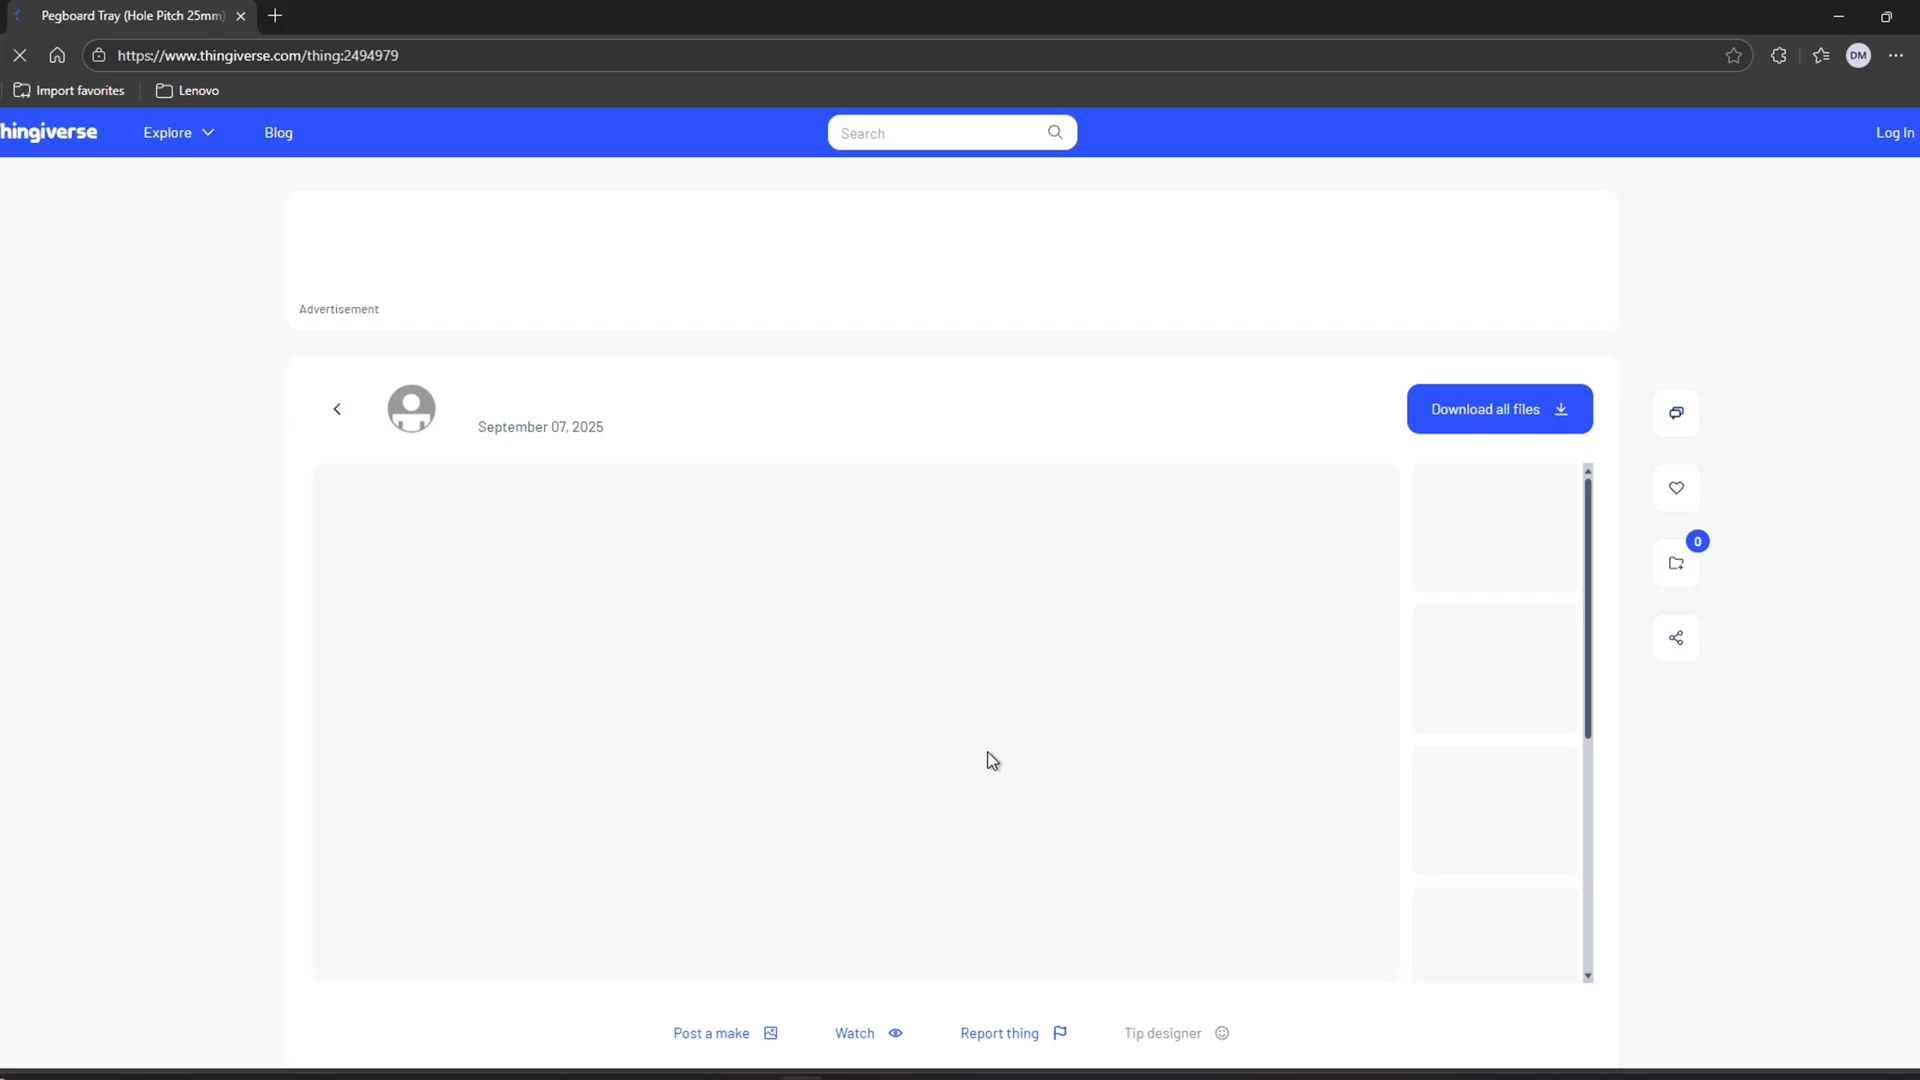 Pegboard Tray (Hole Pitch 25mm)
https://www.thingiverse.com/thing:2494979
DM
Import favorites
Lenovo
hingiverse
Explore
Blog
Search
Log In
Advertisement
September 07, 2025
Download all files
0
Post a make
Watch
Report thing
Tip designer